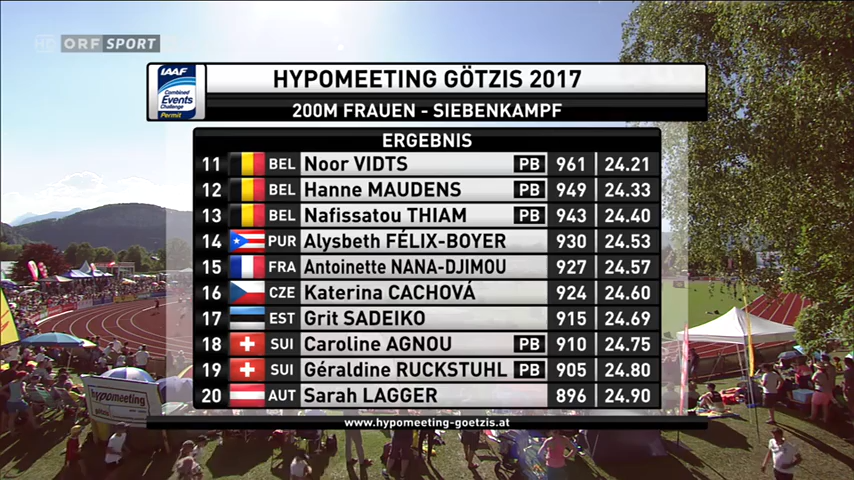 HD ORF SPORT
IAAF
Combined
Events
Challenge
Permit
HYPOMEETING GÖTZIS 2017
200M FRAUEN - SIEBENKAMPF
ERGEBNIS
11 BEL Noor VIDTS PB 961 24.21
12 BEL Hanne MAUDENS PB 949 24.33
13 BEL Nafissatou THIAM PB 943 24.40
14 PUR Alysbeth FÉLIX-BOYER 930 24.53
15 FRA Antoinette NANA-DJIMOU 927 24.57
16 CZE Katerina CACHOVÁ 924 24.60
17 EST Grit SADEIKO 915 24.69
18 SUI Caroline AGNOU PB 910 24.75
19 SUI Géraldine RUCKSTUHL PB 905 24.80
20 AUT Sarah LAGGER 896 24.90
www.hypomeeting-goetzis.at
hypomeeting
götzis